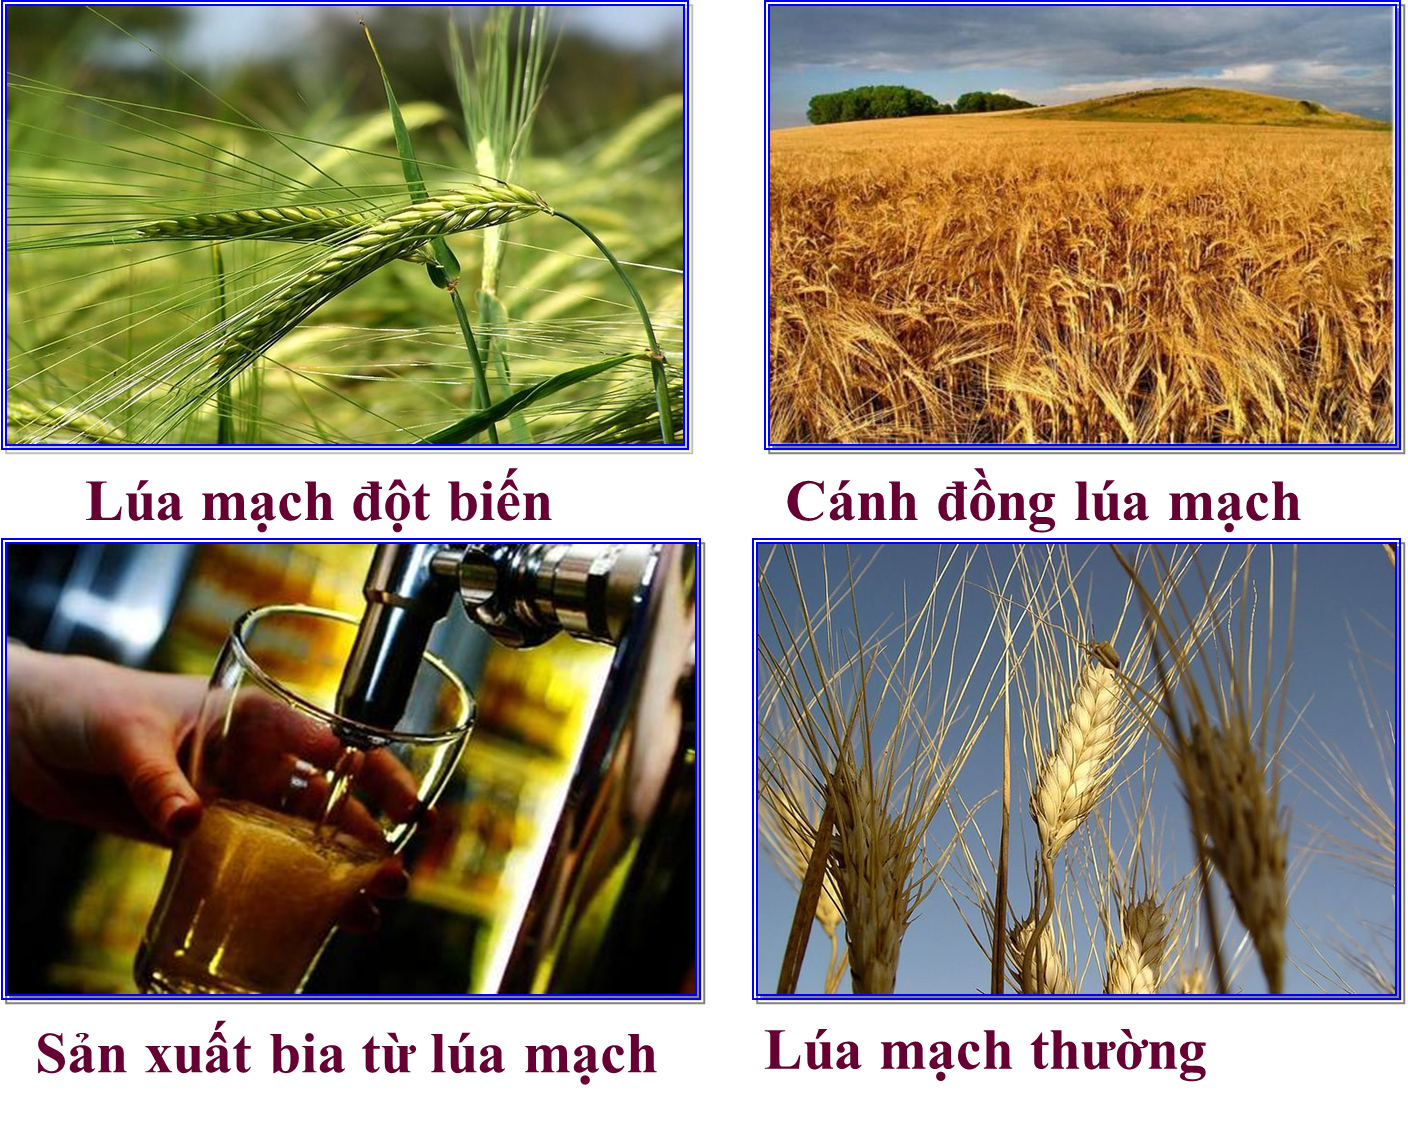 Lúa mạch đột biến
Cánh đồng lúa mạch
Sản xuất bia từ lúa mạch
Lúa mạch thường